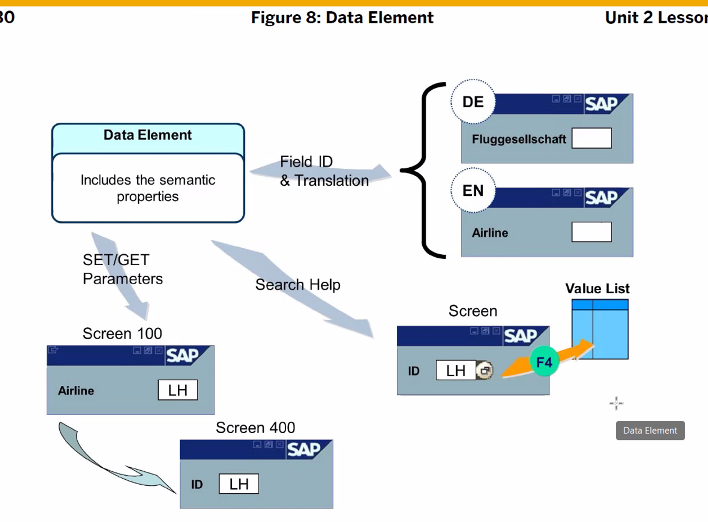 30
Figure 8: Data Element
Unit 2 Lesson
DE
SAP
Fluggesellschaft
Data Element
Includes the semantic
properties
Field ID
& Translation
EN
SAP
Airline
SET/GET
Parameters
Search Help
Value List
Screen
SAP
ID
LH
F4
Screen 100
SAP
Airline
LH
Data Element
Screen 400
SAP
ID
LH